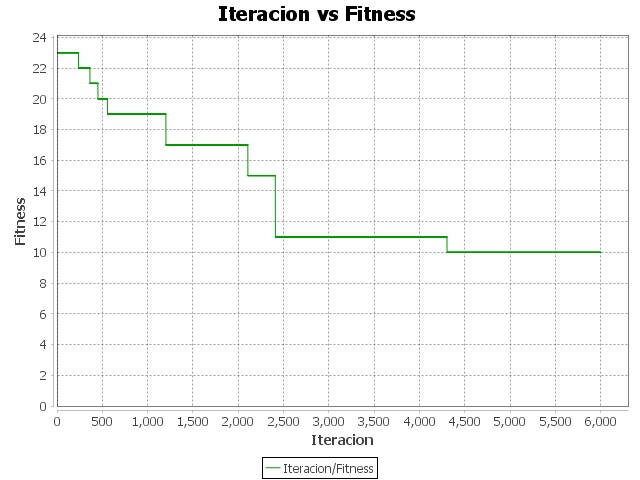 Iteracion vs Fitness
24
22
20
18
16
14
12
10
8
6
4
2
0
Fitness
0 500 1,000 1,500 2,000 2,500 3,000 3,500 4,000 4,500 5,000 5,500 6,000
Iteracion
Iteracion/Fitness